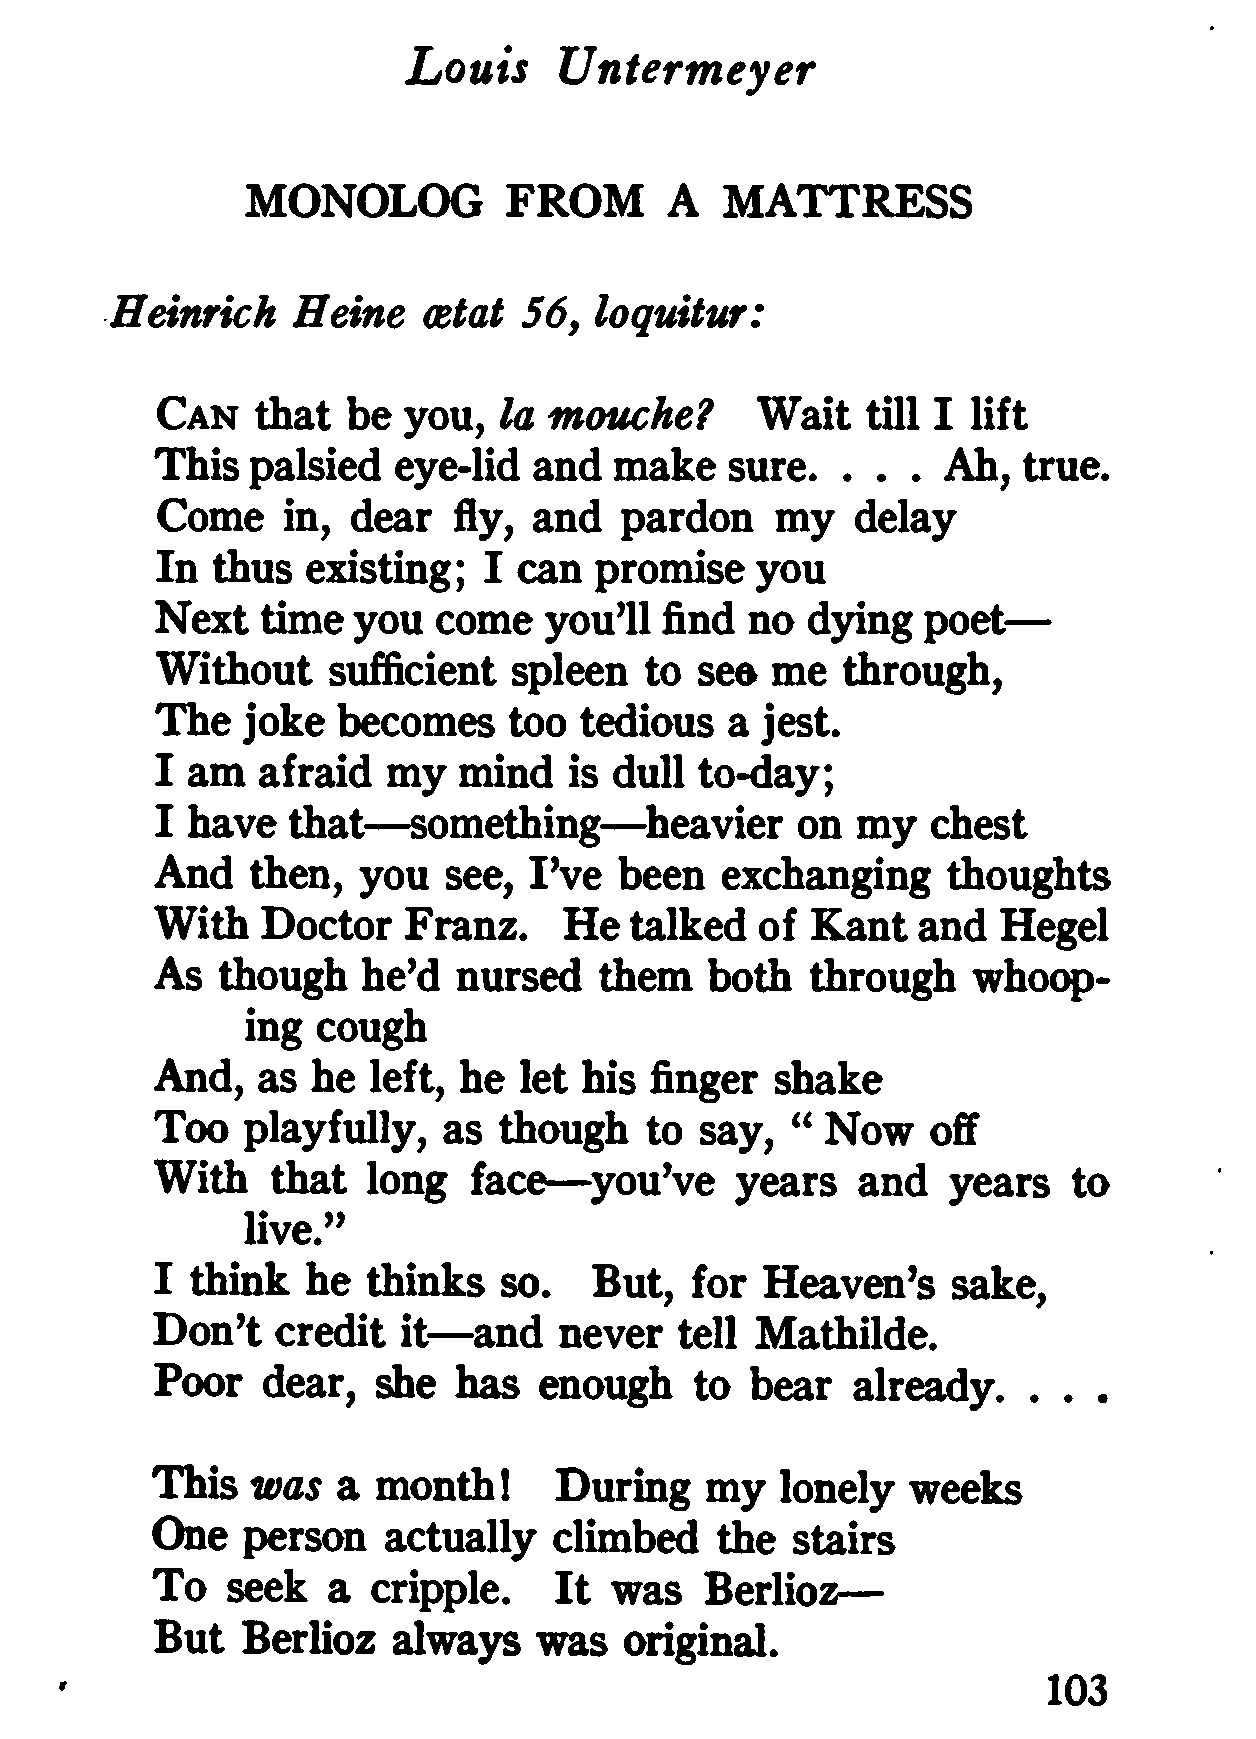 Louis Untermeyer
MONOLOG FROM A MATTRESS
Heinrich Heine ætat 56, loquitur:
CAN that be you, la mouche? Wait till I lift
This palsied eye-lid and make sure. . . . Ah, true.
Come in, dear fly, and pardon my delay
In thus existing; I can promise you
Next time you come you'll find no dying poet—
Without sufficient spleen to see me through,
The joke becomes too tedious a jest.
I am afraid my mind is dull to-day;
I have that—something—heavier on my chest
And then, you see, I've been exchanging thoughts
With Doctor Franz. He talked of Kant and Hegel
As though he'd nursed them both through whoop-
ing cough
And, as he left, he let his finger shake
Too playfully, as though to say, “ Now off
With that long face—you've years and years to
live.”
I think he thinks so. But, for Heaven's sake,
Don't credit it—and never tell Mathilde.
Poor dear, she has enough to bear already. . . .
This was a month! During my lonely weeks
One person actually climbed the stairs
To seek a cripple. It was Berlioz—
But Berlioz always was original.
103